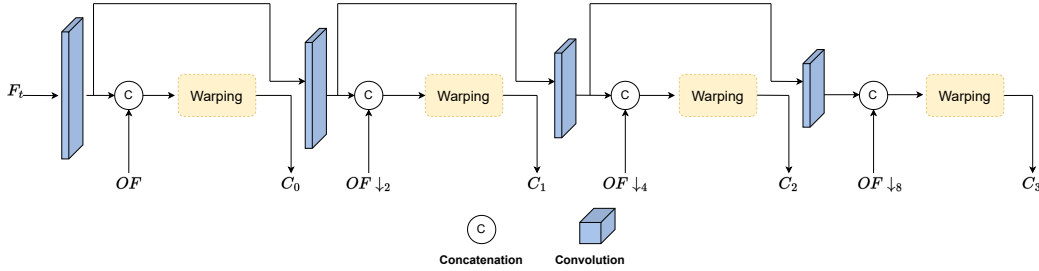 F_t C Warping C Warping C Warping C Warping
OF C_0 OF ↓_2 C_1 OF ↓_4 C_2 OF ↓_8 C_3
C
Concatenation Convolution